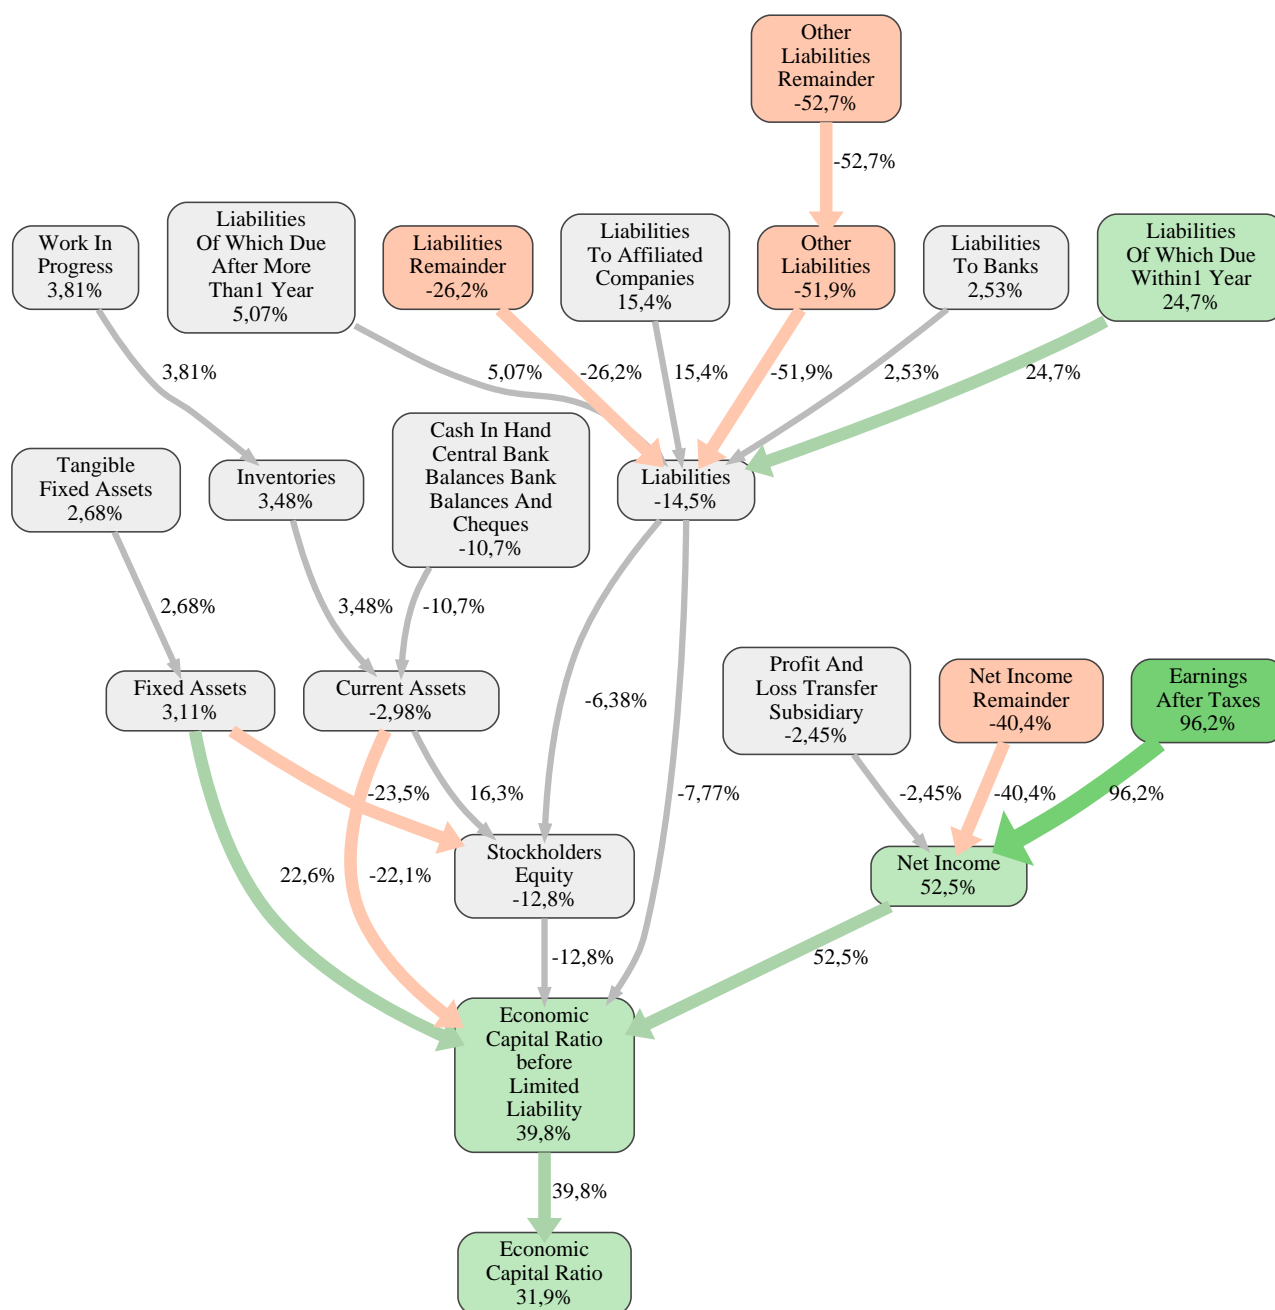 Other
Liabilities
Remainder
-52,7%
-52,7%
Work In
Progress
3,81%
Liabilities
Of Which Due
After More
Than1 Year
5,07%
Liabilities
Remainder
-26,2%
Liabilities
To Affiliated
Companies
15,4%
Other
Liabilities
-51,9%
Liabilities
To Banks
2,53%
Liabilities
Of Which Due
Within1 Year
24,7%
3,81%
5,07%
-26,2%
15,4%
-51,9%
2,53%
24,7%
Tangible
Fixed Assets
2,68%
Inventories
3,48%
Cash In Hand
Central Bank
Balances Bank
Balances And
Cheques
-10,7%
Liabilities
-14,5%
2,68%
3,48%
-10,7%
-6,38%
-7,77%
Fixed Assets
3,11%
Current Assets
-2,98%
Profit And
Loss Transfer
Subsidiary
-2,45%
Net Income
Remainder
-40,4%
Earnings
After Taxes
96,2%
-23,5%
16,3%
-2,45%
-40,4%
96,2%
22,6%
-22,1%
Stockholders
Equity
-12,8%
Net Income
52,5%
-12,8%
52,5%
Economic
Capital Ratio
before
Limited
Liability
39,8%
39,8%
Economic
Capital Ratio
31,9%